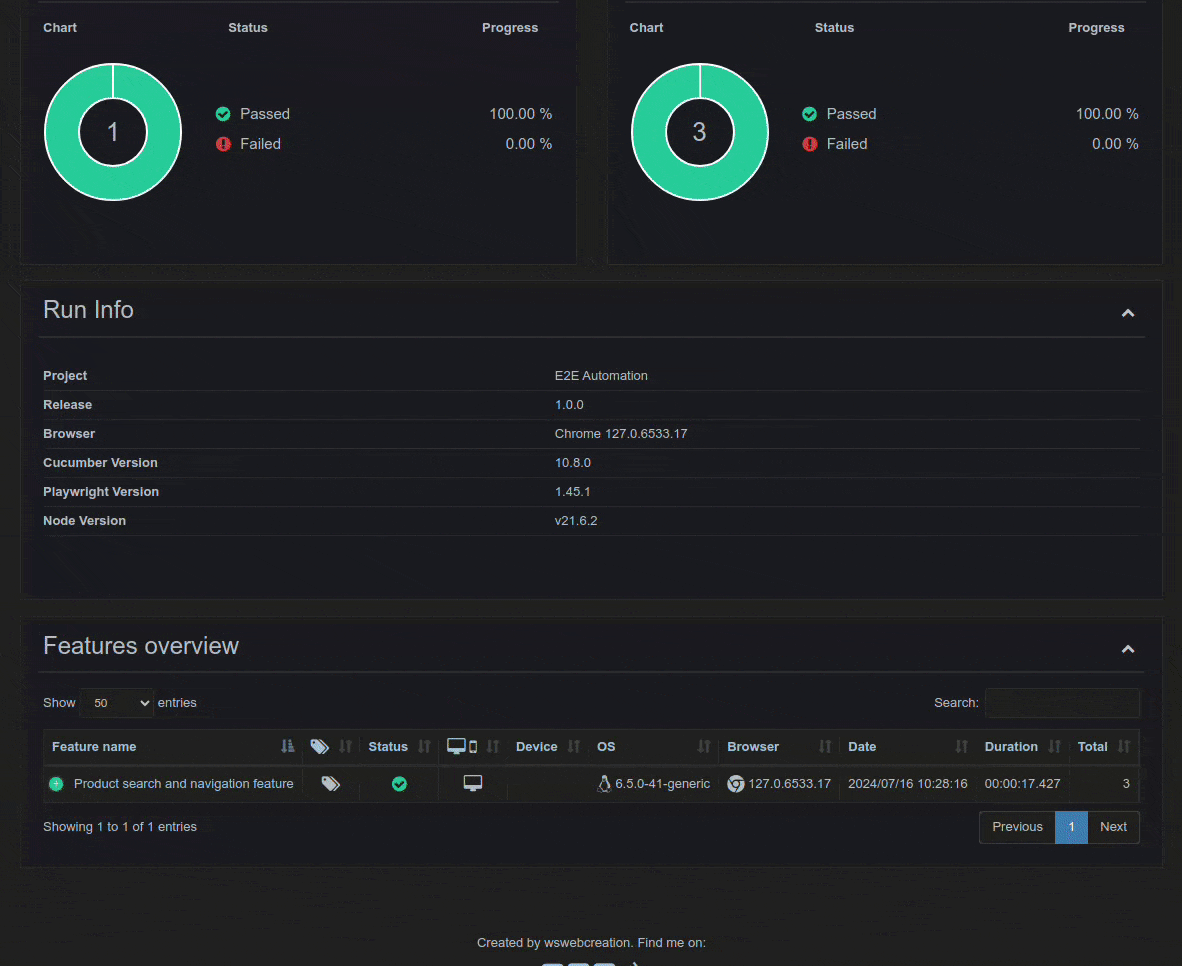 Chart Status Progress
1
Passed 100.00 %
Failed 0.00 %
Chart Status Progress
3
Passed 100.00 %
Failed 0.00 %
Run Info
Project E2E Automation
Release 1.0.0
Browser Chrome 127.0.6533.17
Cucumber Version 10.8.0
Playwright Version 1.45.1
Node Version v21.6.2
Features overview
Show 50 entries Search:
Feature name Status Device OS Browser Date Duration Total
Product search and navigation feature 6.5.0-41-generic 127.0.6533.17 2024/07/16 10:28:16 00:00:17.427 3
Showing 1 to 1 of 1 entries Previous 1 Next
Created by wswebcreation. Find me on: